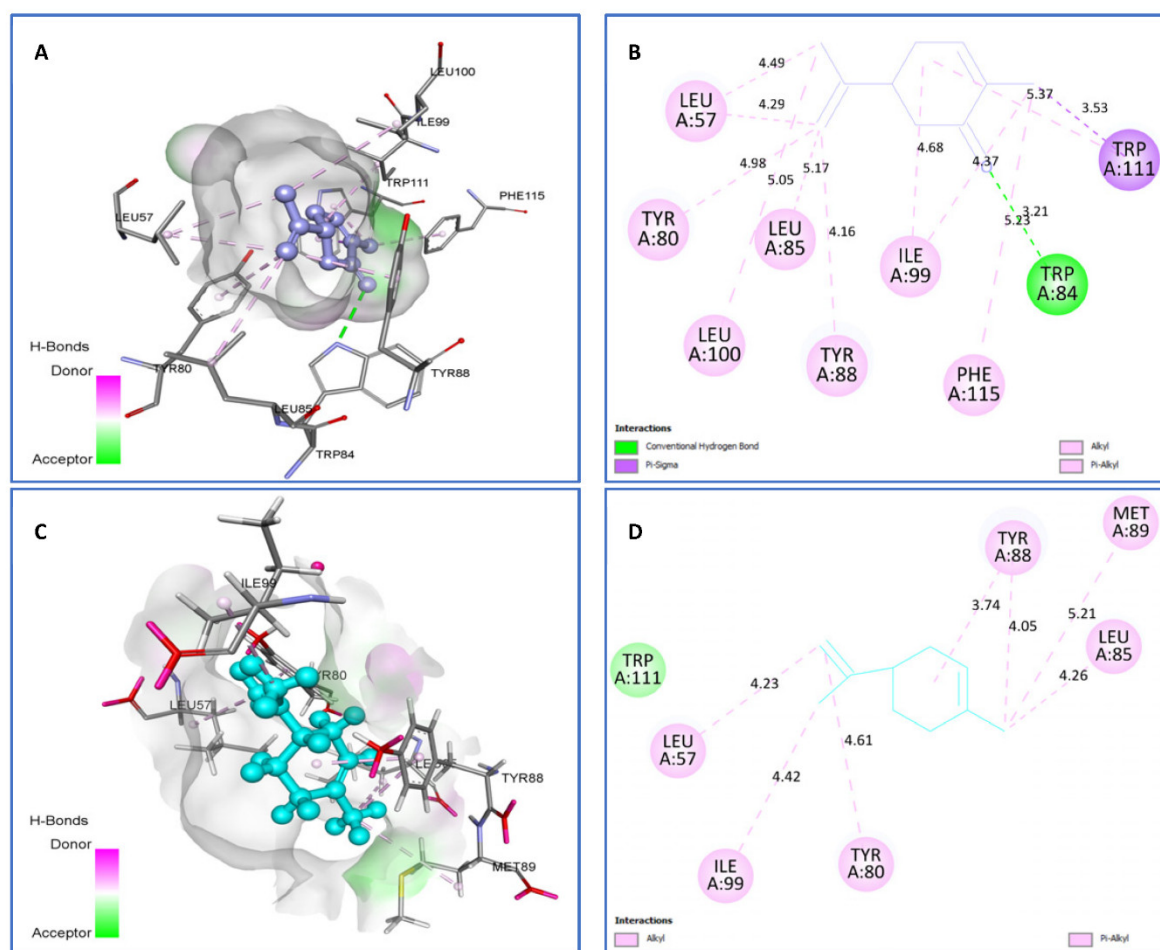 A
LEU100
ILE99
TRP111
PHE115
LEU57
TYR80
TYR88
LEU85
TRP84
H-Bonds
Donor
Acceptor
B
4.49
LEU
A:57
4.29
5.37
3.53
TRP
A:111
4.98
5.05
5.17
4.68
4.37
TYR
A:80
LEU
A:85
4.16
3.21
5.23
ILE
A:99
TRP
A:84
LEU
A:100
TYR
A:88
PHE
A:115
Interactions
Conventional Hydrogen Bond
Pi-Sigma
Alkyl
Pi-Alkyl
C
ILE99
LEU57
TYR88
MET89
H-Bonds
Donor
Acceptor
D
MET
A:89
TYR
A:88
3.74
4.05
5.21
LEU
A:85
4.26
TRP
A:111
4.23
LEU
A:57
4.61
4.42
ILE
A:99
TYR
A:80
Interactions
Alkyl
Pi-Alkyl